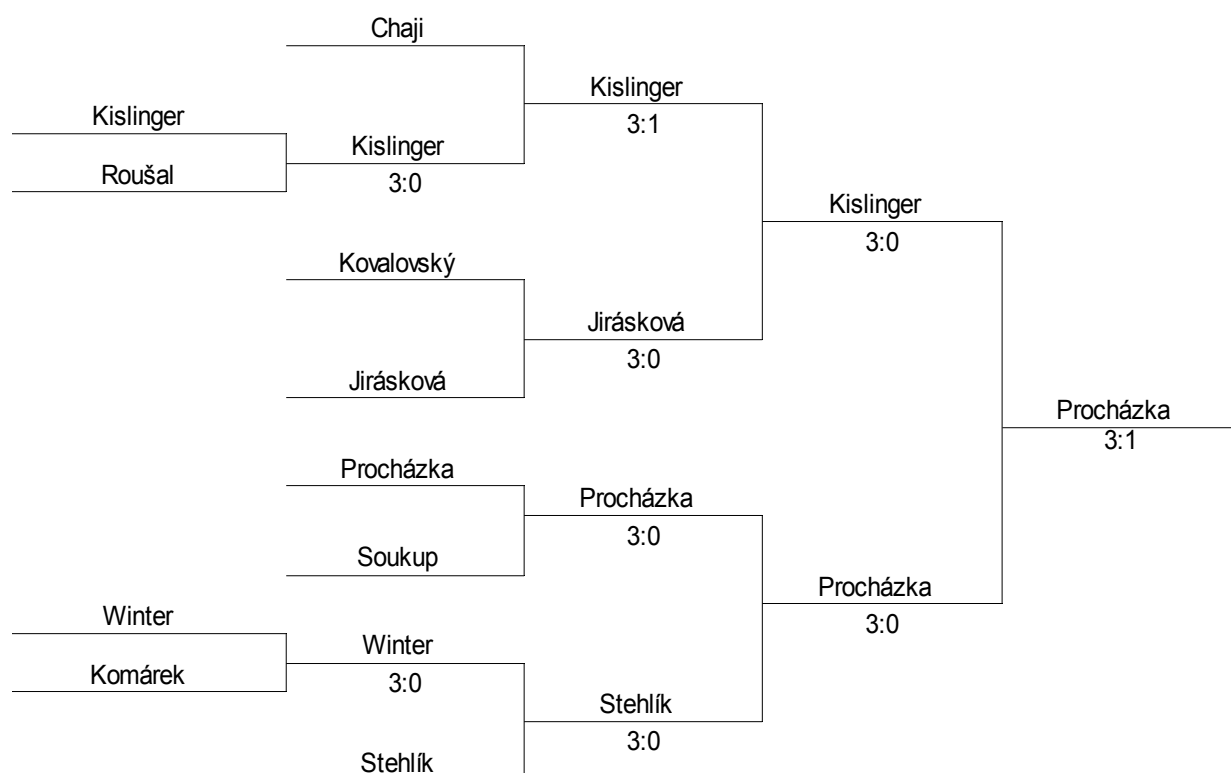 Chaji
Kislinger
Kislinger
3:1
Kislinger
Roušal
3:0
Kislinger
3:0
Kovalovský
Jirásková
3:0
Jirásková
Procházka
3:1
Procházka
Procházka
3:0
Soukup
Procházka
3:0
Winter
Winter
Komárek
3:0
Stehlík
3:0
Stehlík